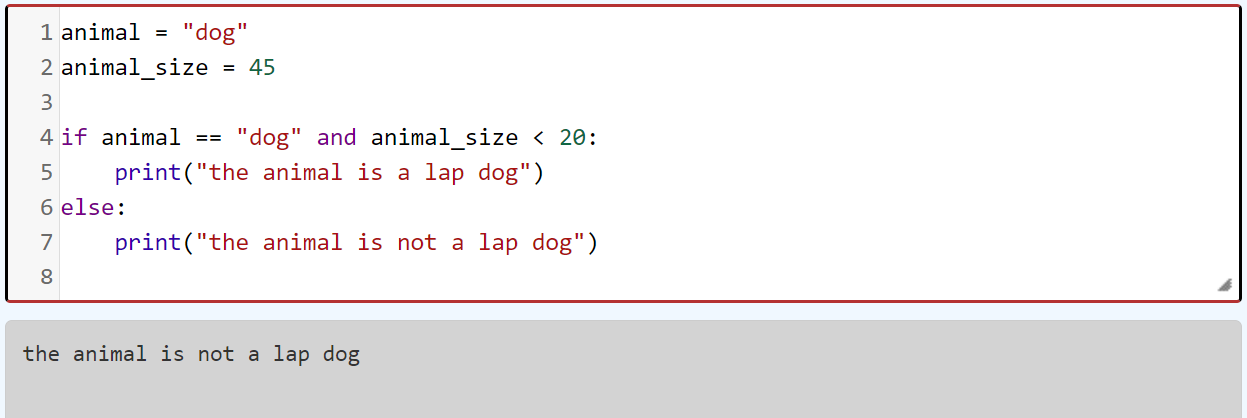 1 animal = "dog"
2 animal_size = 45
3
4 if animal == "dog" and animal_size < 20:
5     print("the animal is a lap dog")
6 else:
7     print("the animal is not a lap dog")
8
the animal is not a lap dog